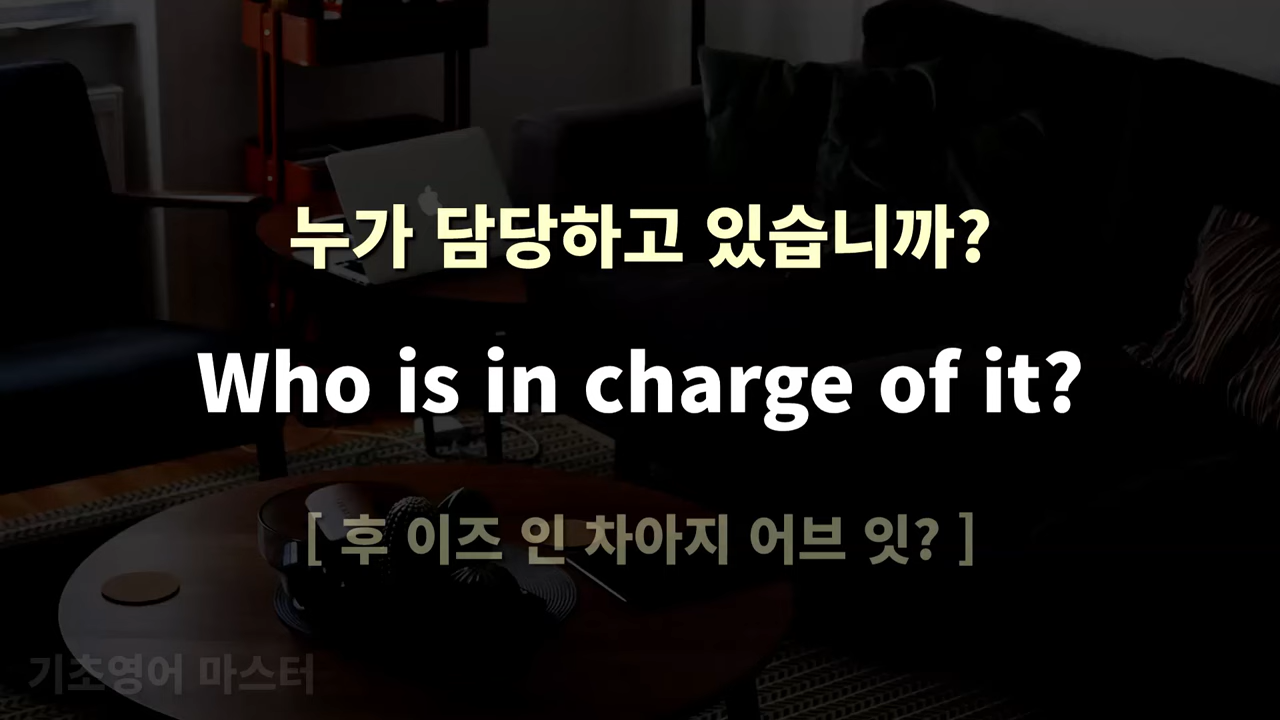 누가 담당하고 있습니까?
Who is in charge of it?
[ 후 이즈 인 차아지 어브 잇? ]
기초영어 마스터